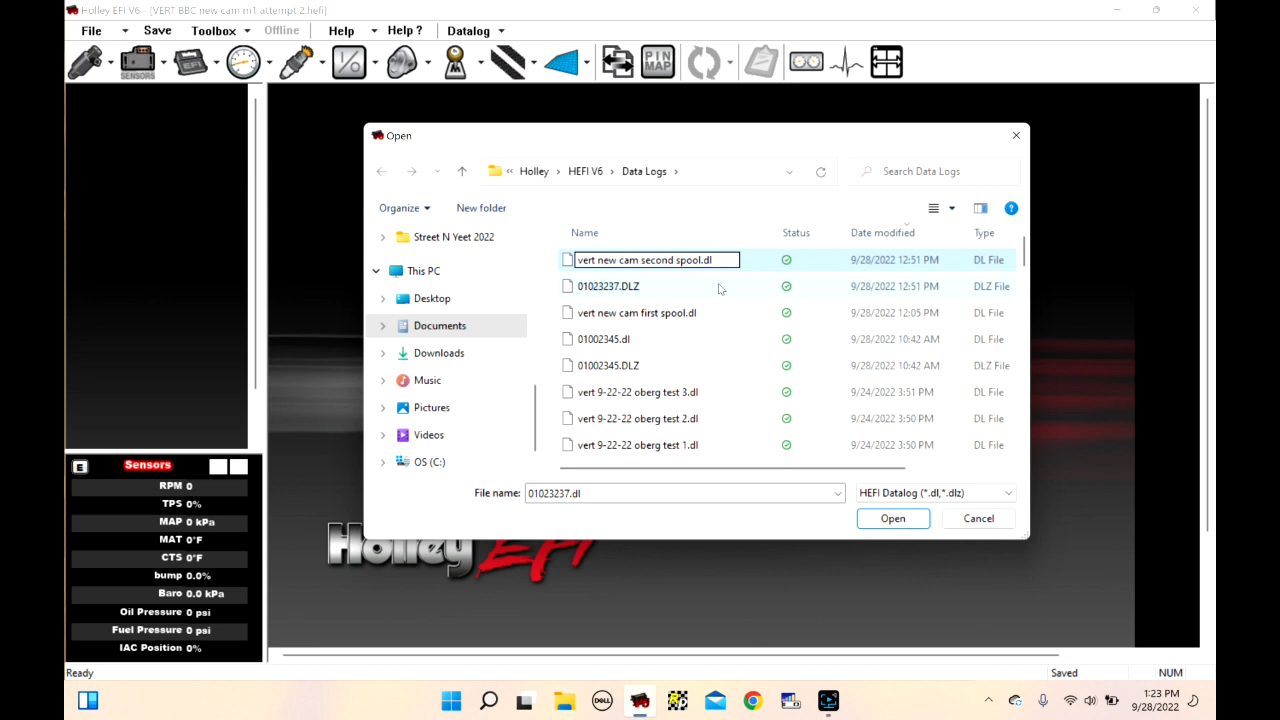 Holley EFI V6 - [VERT BBC new cam m1 attempt 2.hefi]
File Save Toolbox Offline Help Help ? Datalog
SENSORS
PIN MAP
Open
Holley HEFI V6 Data Logs
Search Data Logs
Organize New folder
Street N Yeet 2022
This PC
Desktop
Documents
Downloads
Music
Pictures
Videos
OS (C:)
Name Status Date modified Type
vert new cam second spool.dl 9/28/2022 12:51 PM DL File
01023237.DLZ 9/28/2022 12:51 PM DLZ File
vert new cam first spool.dl 9/28/2022 12:05 PM DL File
01002345.dl 9/28/2022 10:42 AM DL File
01002345.DLZ 9/28/2022 10:42 AM DLZ File
vert 9-22-22 oberg test 3.dl 9/24/2022 3:51 PM DL File
vert 9-22-22 oberg test 2.dl 9/24/2022 3:50 PM DL File
vert 9-22-22 oberg test 1.dl 9/24/2022 3:50 PM DL File
File name: 01023237.dl HEFI Datalog (*.dl,*.dlz)
Open Cancel
E Sensors
RPM 0
TPS 0%
MAP 0 kPa
MAT 0°F
CTS 0°F
bump 0.0%
Baro 0.0 kPa
Oil Pressure 0 psi
Fuel Pressure 0 psi
IAC Position 0%
Holley EFI
Ready Saved NUM
DELL
1:23 PM
9/28/2022